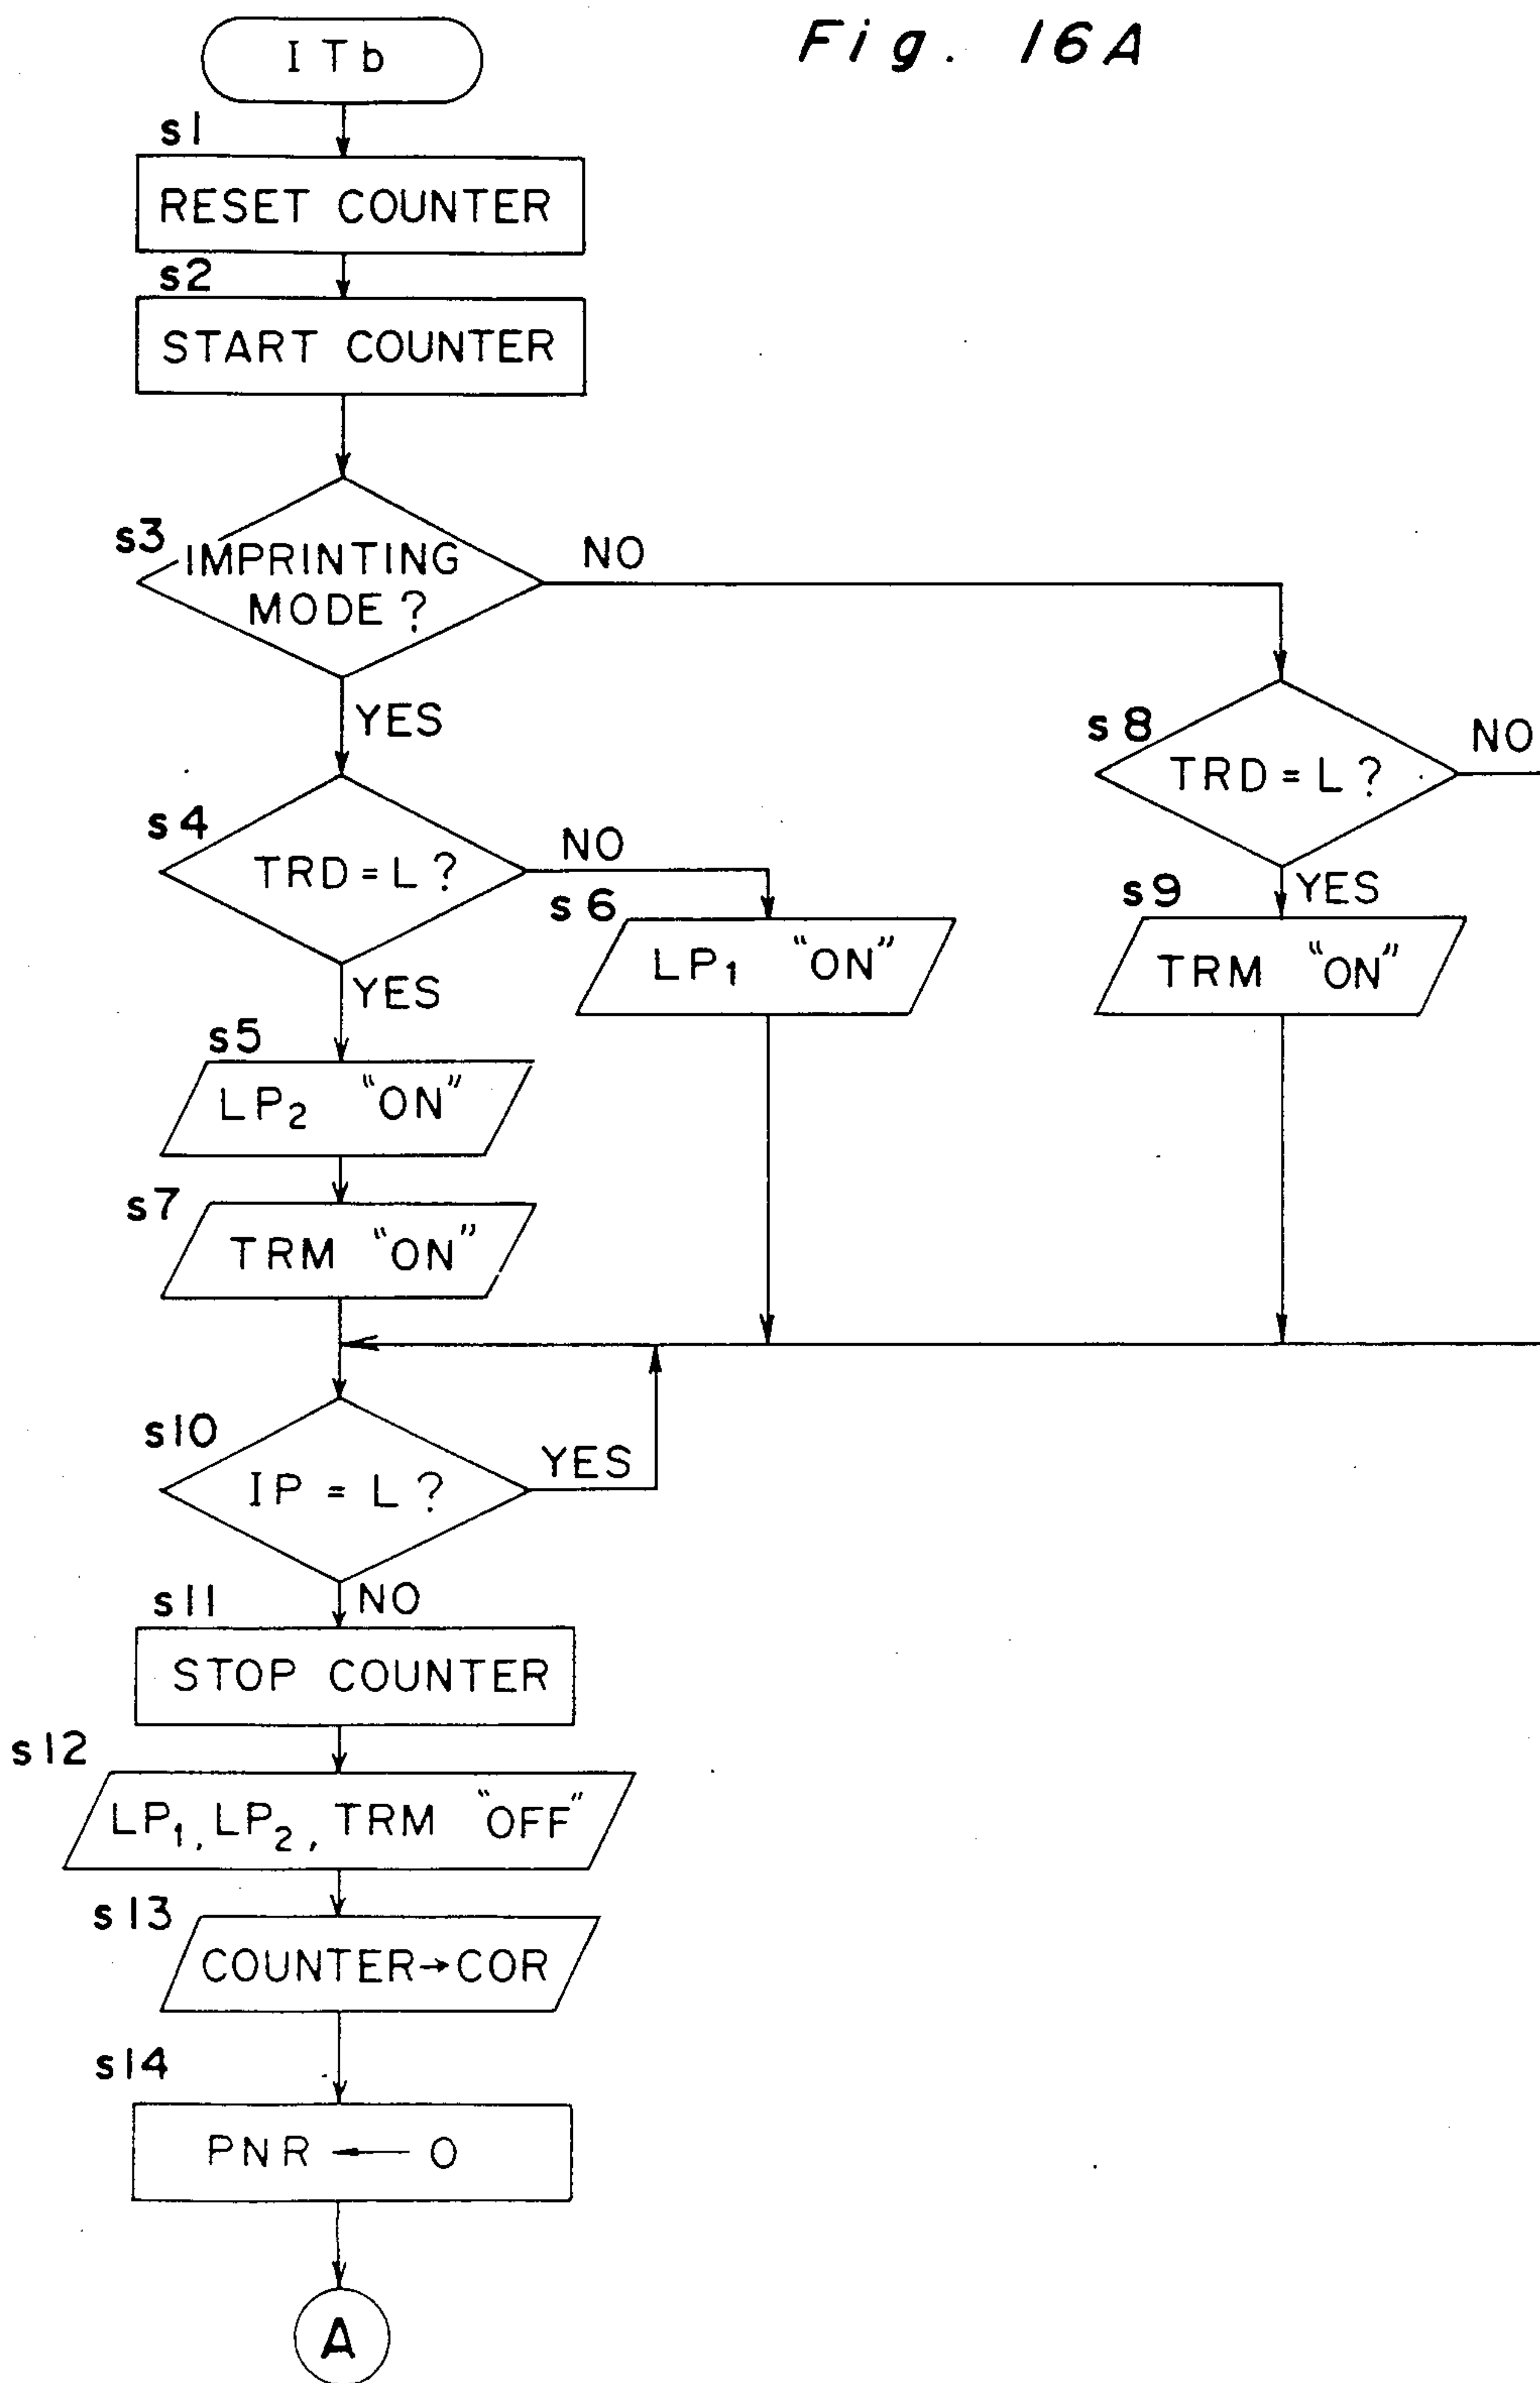 Fig. 16A
ITb
s1
RESET COUNTER
s2
START COUNTER
s3
IMPRINTING
MODE?
NO
YES
s8
TRD = L?
NO
YES
s4
TRD = L?
NO
YES
s6
LP1 "ON"
s9
TRM "ON"
s5
LP2 "ON"
s7
TRM "ON"
s10
IP = L?
YES
NO
s11
STOP COUNTER
s12
LP1, LP2, TRM "OFF"
s13
COUNTER→COR
s14
PNR ← 0
A